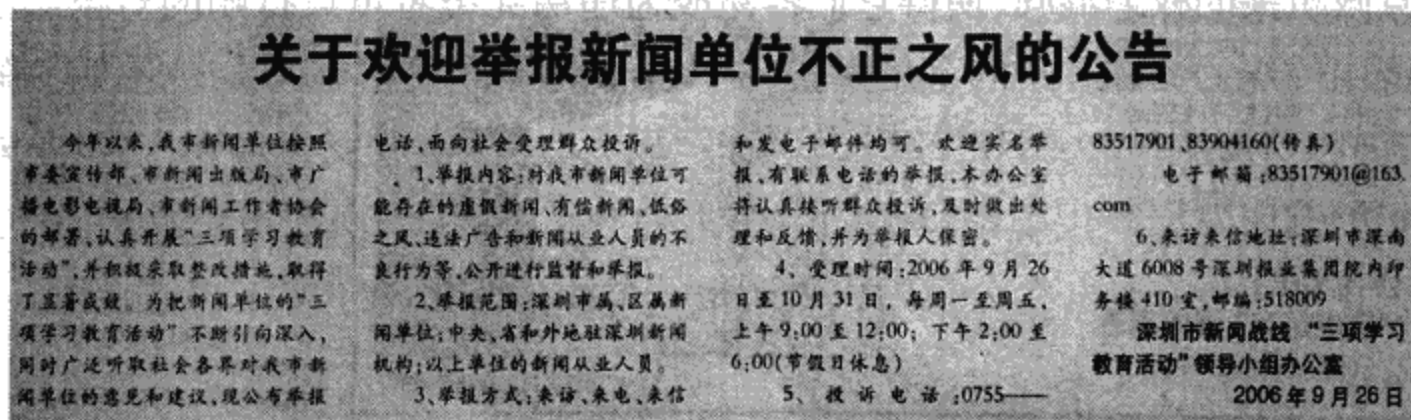 关于欢迎举报新闻单位不正之风的公告
今年以来,我市新闻单位按照
市委宣传部、市新闻出版局、市广
播电影电视局、市新闻工作者协会
的部署,认真开展“三项学习教育
活动”,并积极采取整改措施,取得
了显著成效。为把新闻单位的“三
项学习教育活动”不断引向深入,
同时广泛听取社会各界对我市新
闻单位的意见和建议,现公布举报
电话,面向社会受理群众投诉。
1、举报内容:对我市新闻单位可
能存在的虚假新闻、有偿新闻、低俗
之风、违法广告和新闻从业人员的不
良行为等,公开进行监督和举报。
2、举报范围:深圳市属、区属新
闻单位;中央、省和外地驻深圳新闻
机构;以上单位的新闻从业人员。
3、举报方式:来访、来电、来信
和发电子邮件均可。欢迎实名举
报、有联系电话的举报,本办公室
将认真接听群众投诉,及时做出处
理和反馈,并为举报人保密。
4、受理时间:2006年9月26
日至10月31日,每周一至周五,
上午9:00至12:00;下午2:00至
6:00(节假日休息)
5、投诉电话:0755——
83517901、83904160(传真)
电子邮箱:83517901@163.
com
6、来访来信地址:深圳市深南
大道6008号深圳报业集团院内印
务楼410室,邮编:518009
深圳市新闻战线“三项学习
教育活动”领导小组办公室
2006年9月26日